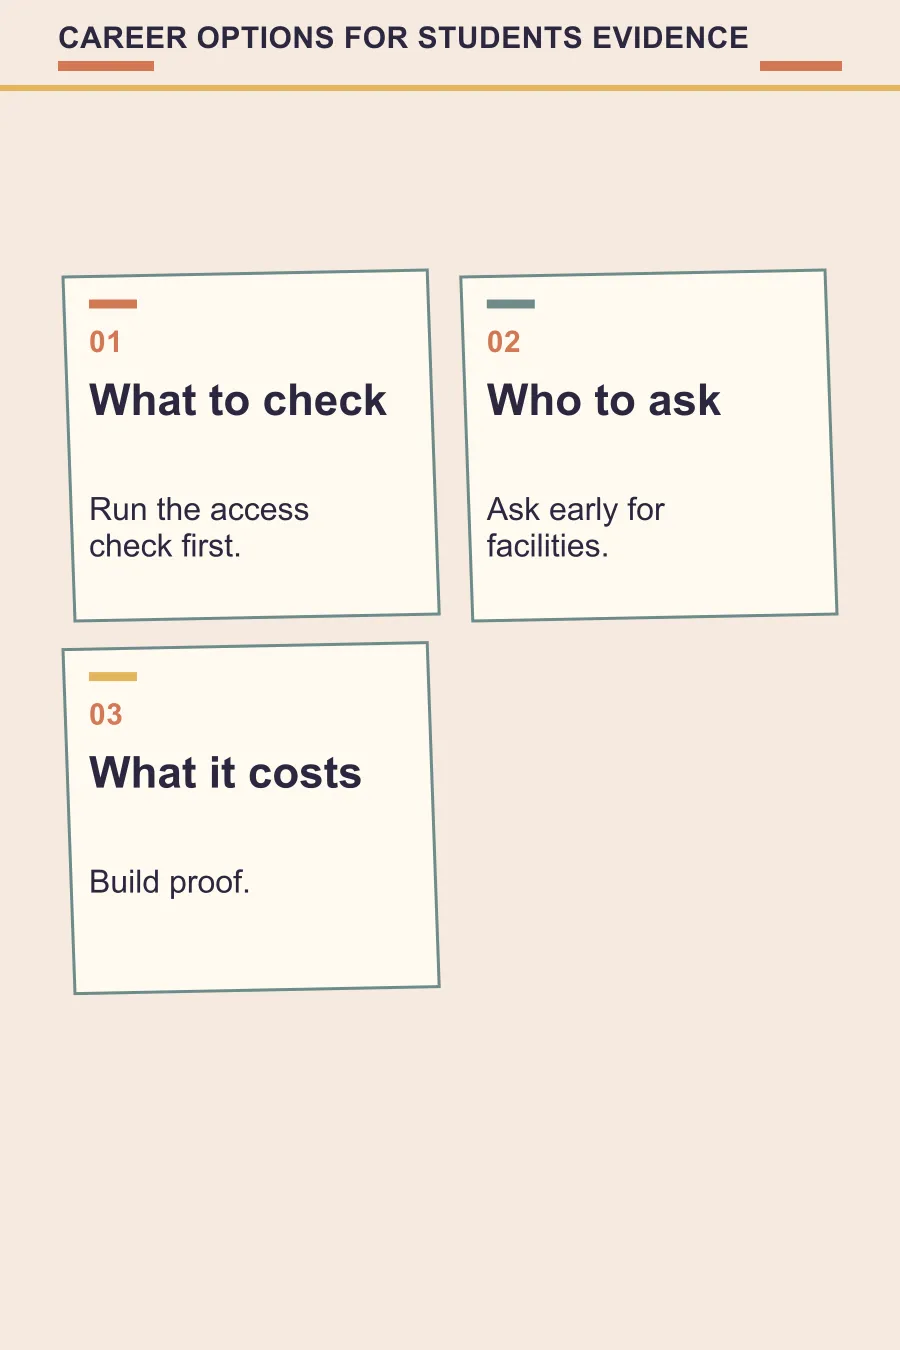 CAREER OPTIONS FOR STUDENTS EVIDENCE
01
What to check
Run the access
check first.
02
Who to ask
Ask early for
facilities.
03
What it costs
Build proof.